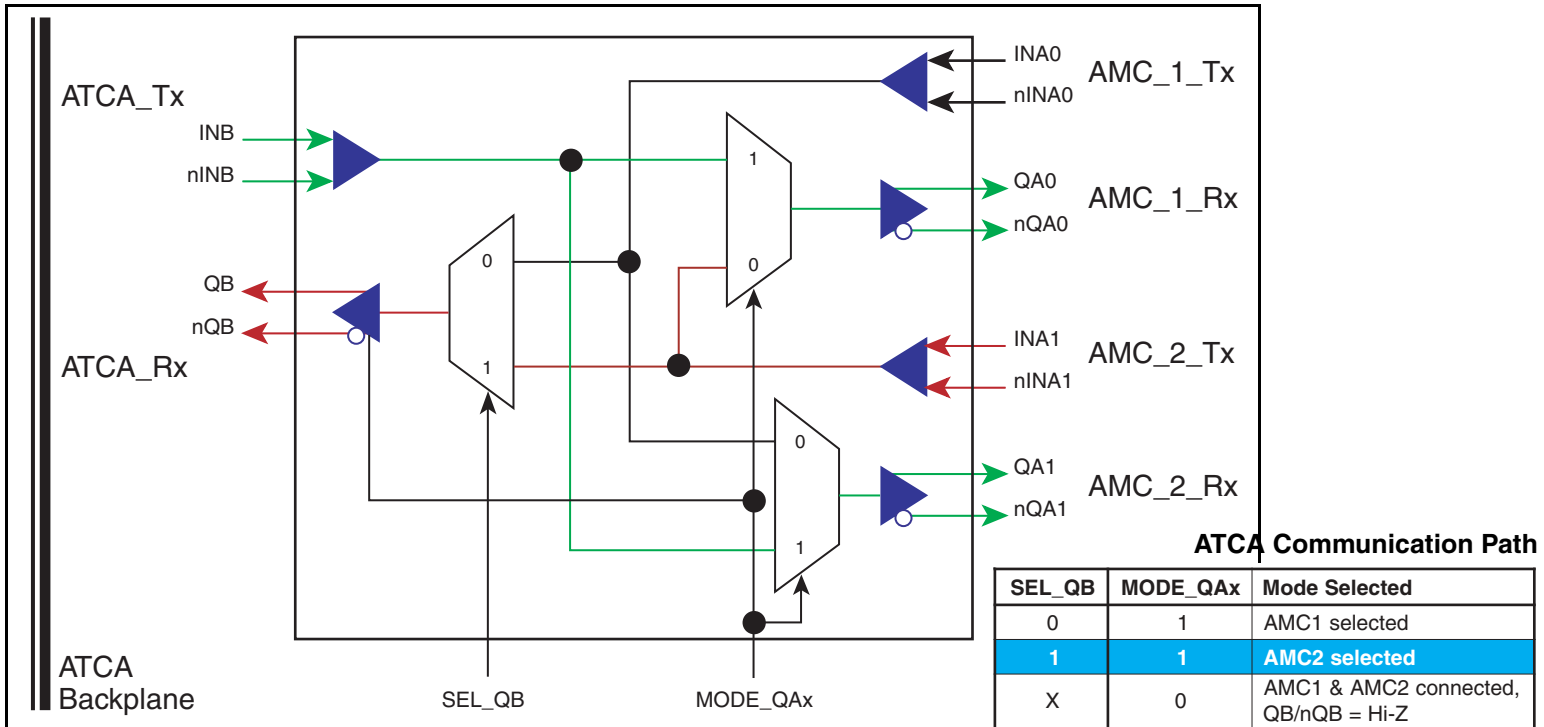 ATCA_Tx
INB
nINB
QB
nQB
ATCA_Rx
ATCA
Backplane
0
1
1
0
0
1
SEL_QB
MODE_QAx
INA0
nINA0
AMC_1_Tx
QA0
nQA0
AMC_1_Rx
INA1
nINA1
AMC_2_Tx
QA1
nQA1
AMC_2_Rx
ATCA Communication Path
SEL_QB MODE_QAx Mode Selected
0 1 AMC1 selected
1 1 AMC2 selected
X 0 AMC1 & AMC2 connected,
QB/nQB = Hi-Z